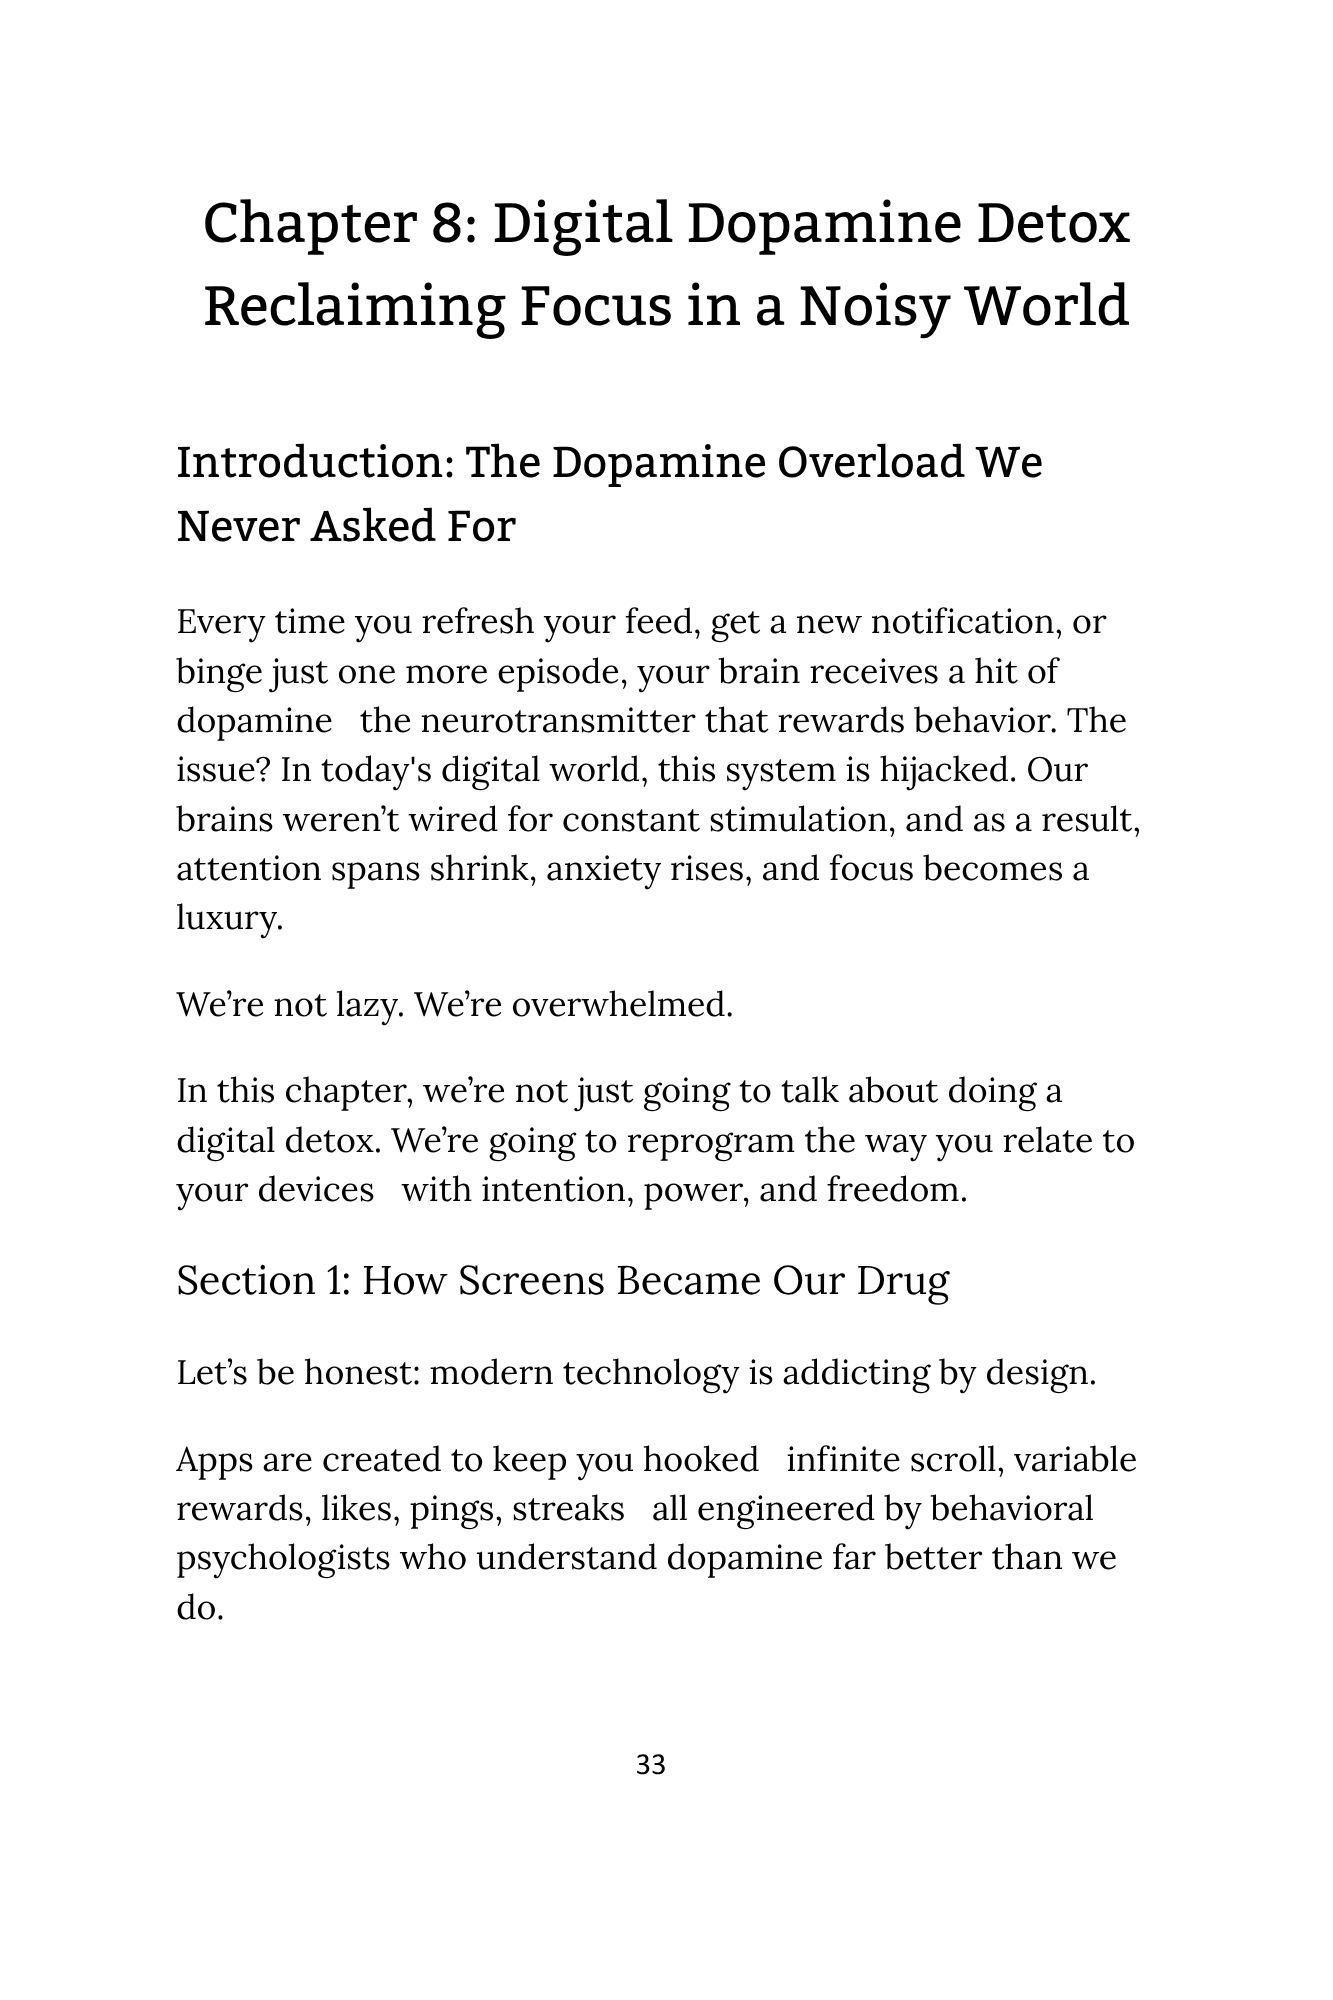 Chapter 8: Digital Dopamine Detox
Reclaiming Focus in a Noisy World
Introduction: The Dopamine Overload We
Never Asked For
Every time you refresh your feed, get a new notification, or
binge just one more episode, your brain receives a hit of
dopamine   the neurotransmitter that rewards behavior. The
issue? In today's digital world, this system is hijacked. Our
brains weren’t wired for constant stimulation, and as a result,
attention spans shrink, anxiety rises, and focus becomes a
luxury.
We’re not lazy. We’re overwhelmed.
In this chapter, we’re not just going to talk about doing a
digital detox. We’re going to reprogram the way you relate to
your devices   with intention, power, and freedom.
Section 1: How Screens Became Our Drug
Let’s be honest: modern technology is addicting by design.
Apps are created to keep you hooked   infinite scroll, variable
rewards, likes, pings, streaks   all engineered by behavioral
psychologists who understand dopamine far better than we
do.
33